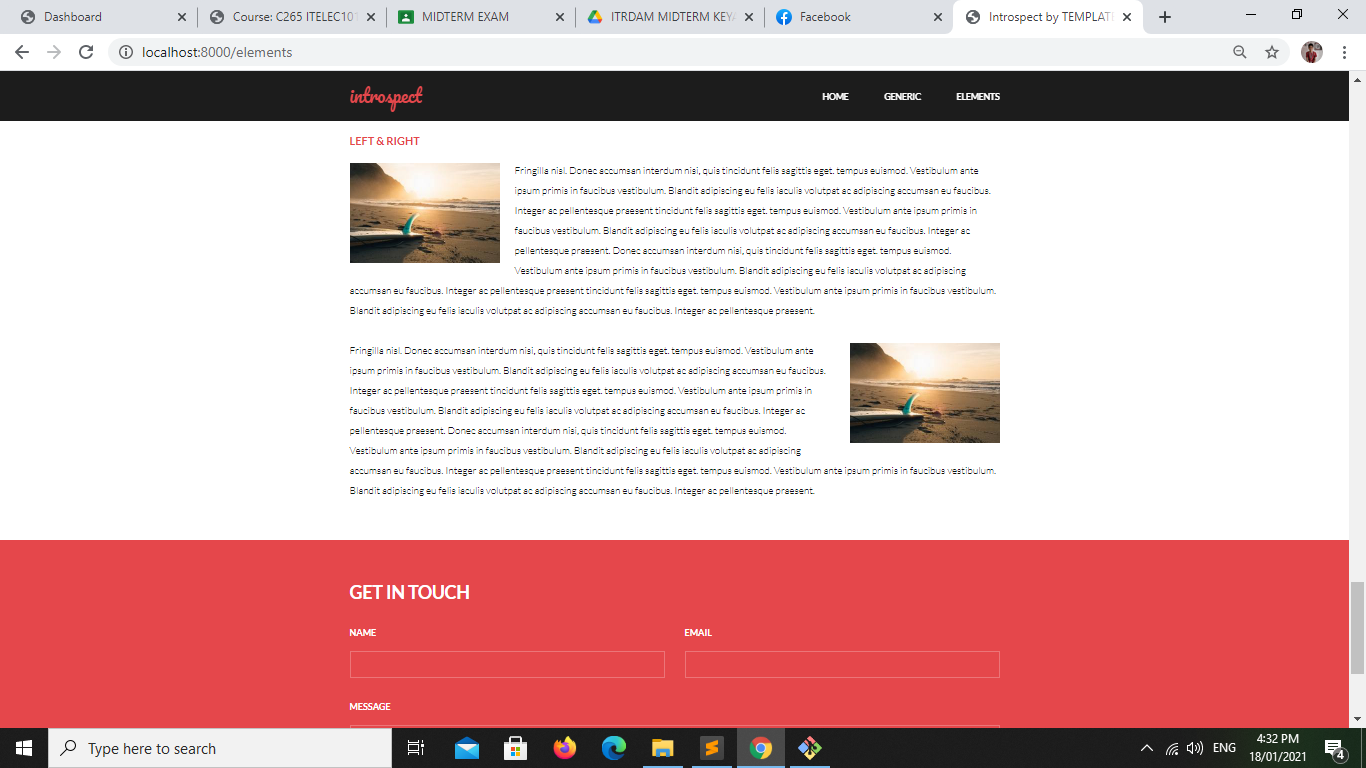 Dashboard
Course: C265 ITELEC101
MIDTERM EXAM
ITRDAM MIDTERM KEY
Facebook
Introspect by TEMPLAT
localhost:8000/elements
introspect
HOME GENERIC ELEMENTS
LEFT & RIGHT
Fringilla nisl. Donec accumsan interdum nisi, quis tincidunt felis sagittis eget. tempus euismod. Vestibulum ante
ipsum primis in faucibus vestibulum. Blandit adipiscing eu felis iaculis volutpat ac adipiscing accumsan eu faucibus.
Integer ac pellentesque praesent tincidunt felis sagittis eget. tempus euismod. Vestibulum ante ipsum primis in
faucibus vestibulum. Blandit adipiscing eu felis iaculis volutpat ac adipiscing accumsan eu faucibus. Integer ac
pellentesque praesent. Donec accumsan interdum nisi, quis tincidunt felis sagittis eget. tempus euismod.
Vestibulum ante ipsum primis in faucibus vestibulum. Blandit adipiscing eu felis iaculis volutpat ac adipiscing
accumsan eu faucibus. Integer ac pellentesque praesent tincidunt felis sagittis eget. tempus euismod. Vestibulum ante ipsum primis in faucibus vestibulum.
Blandit adipiscing eu felis iaculis volutpat ac adipiscing accumsan eu faucibus. Integer ac pellentesque praesent.
Fringilla nisl. Donec accumsan interdum nisi, quis tincidunt felis sagittis eget. tempus euismod. Vestibulum ante
ipsum primis in faucibus vestibulum. Blandit adipiscing eu felis iaculis volutpat ac adipiscing accumsan eu faucibus.
Integer ac pellentesque praesent tincidunt felis sagittis eget. tempus euismod. Vestibulum ante ipsum primis in
faucibus vestibulum. Blandit adipiscing eu felis iaculis volutpat ac adipiscing accumsan eu faucibus. Integer ac
pellentesque praesent. Donec accumsan interdum nisi, quis tincidunt felis sagittis eget. tempus euismod.
Vestibulum ante ipsum primis in faucibus vestibulum. Blandit adipiscing eu felis iaculis volutpat ac adipiscing
accumsan eu faucibus. Integer ac pellentesque praesent tincidunt felis sagittis eget. tempus euismod. Vestibulum ante ipsum primis in faucibus vestibulum.
Blandit adipiscing eu felis iaculis volutpat ac adipiscing accumsan eu faucibus. Integer ac pellentesque praesent.
GET IN TOUCH
NAME EMAIL
MESSAGE
Type here to search
ENG
4:32 PM
18/01/2021
4